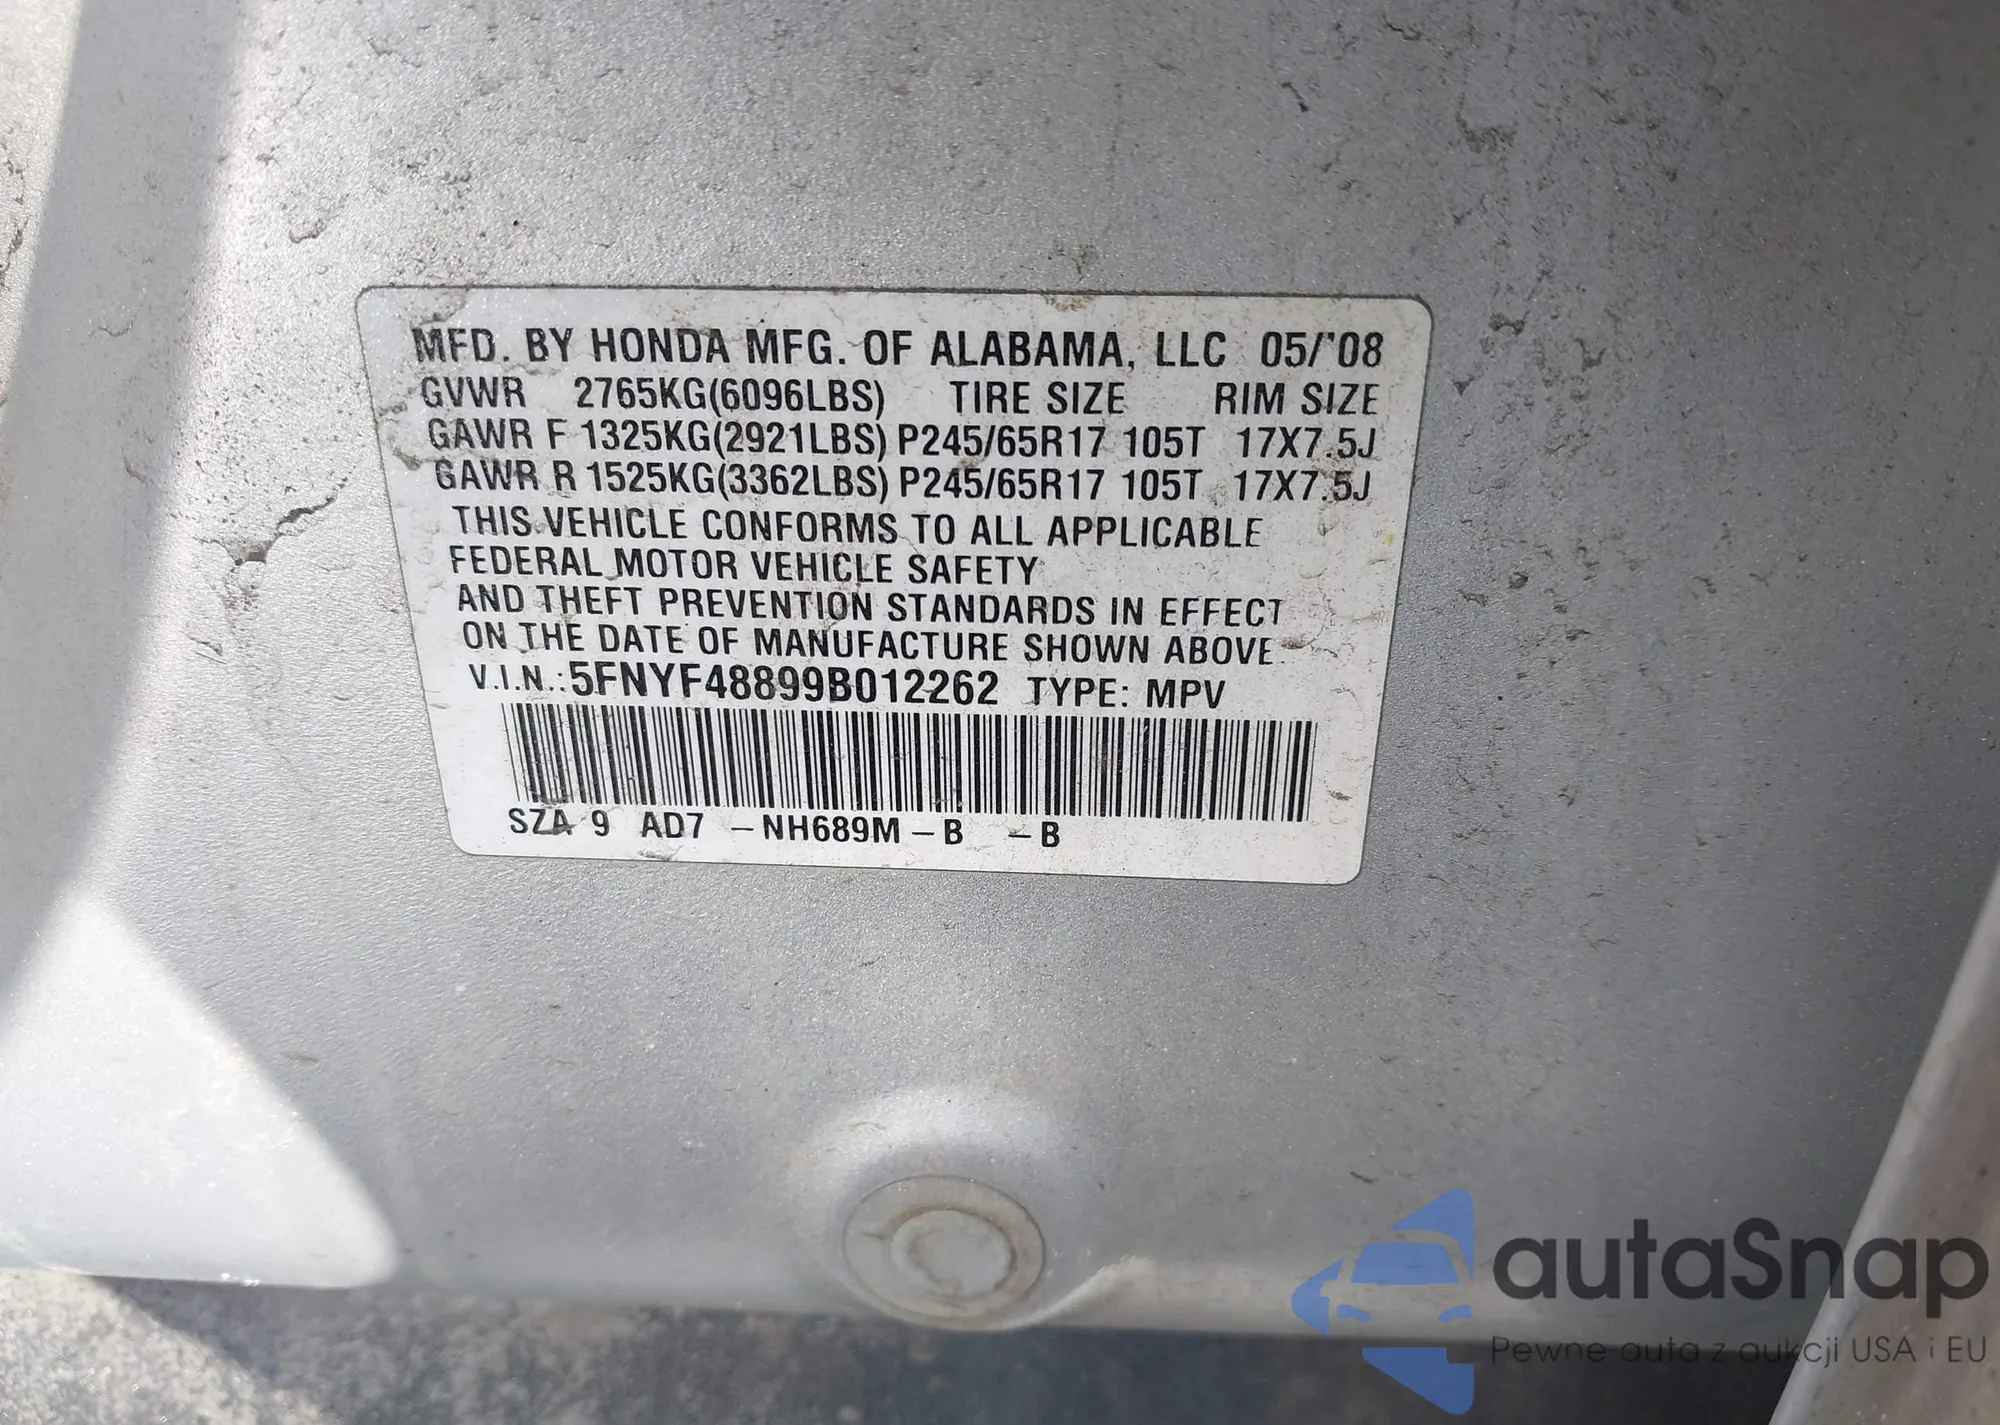 MFD. BY HONDA MFG. OF ALABAMA, LLC 05/'08
GVWR 2765KG(6096LBS) TIRE SIZE RIM SIZE
GAWR F 1325KG(2921LBS) P245/65R17 105T 17X7.5J
GAWR R 1525KG(3362LBS) P245/65R17 105T 17X7.5J
THIS VEHICLE CONFORMS TO ALL APPLICABLE
FEDERAL MOTOR VEHICLE SAFETY
AND THEFT PREVENTION STANDARDS IN EFFECT
ON THE DATE OF MANUFACTURE SHOWN ABOVE.
V.I.N.: 5FNYF48899B012262 TYPE: MPV
SZA 9 AD7 -NH689M -B -B
autaSnap
Pewne auta z aukcji USA i EU